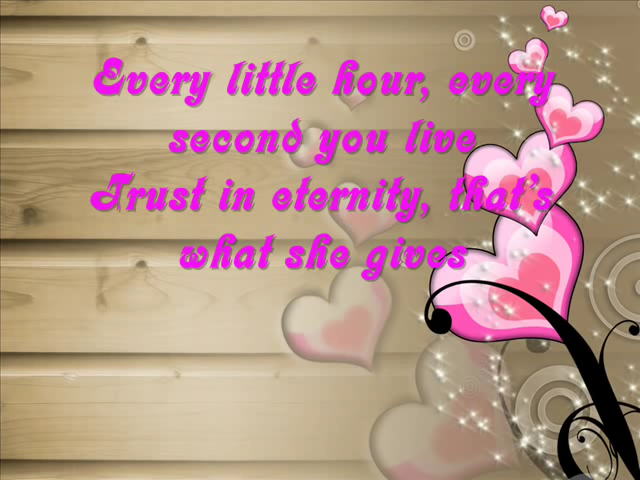 Every little hour, every
second you live
Trust in eternity, that's
what she gives